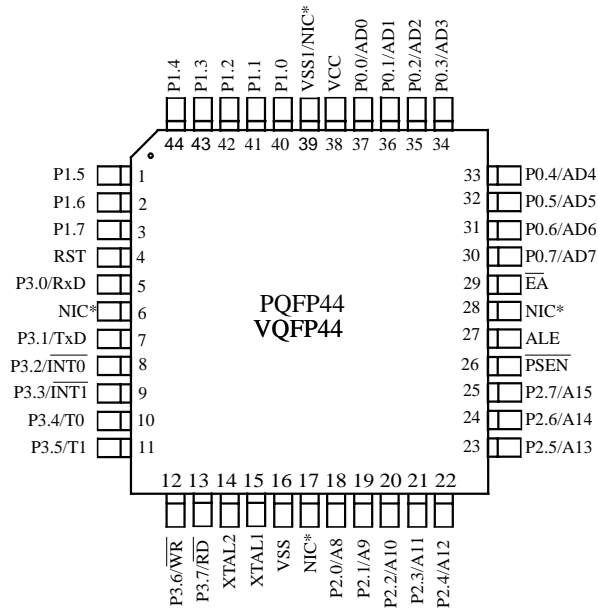 P1.4 P1.3 P1.2 P1.1 P1.0 VSS1/NIC* VCC P0.0/AD0 P0.1/AD1 P0.2/AD2 P0.3/AD3
44 43 42 41 40 39 38 37 36 35 34
P1.5 1
P1.6 2
P1.7 3
RST 4
P3.0/RxD 5
NIC* 6
P3.1/TxD 7
P3.2/INT0 8
P3.3/INT1 9
P3.4/T0 10
P3.5/T1 11
PQFP44
VQFP44
33 P0.4/AD4
32 P0.5/AD5
31 P0.6/AD6
30 P0.7/AD7
29 EA
28 NIC*
27 ALE
26 PSEN
25 P2.7/A15
24 P2.6/A14
23 P2.5/A13
12 13 14 15 16 17 18 19 20 21 22
P3.6/WR P3.7/RD XTAL2 XTAL1 VSS NIC* P2.0/A8 P2.1/A9 P2.2/A10 P2.3/A11 P2.4/A12